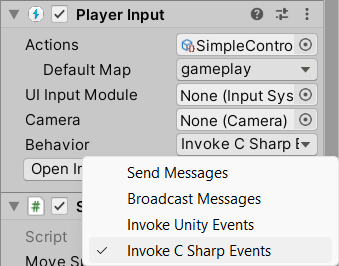 Player Input
Actions SimpleContro
Default Map gameplay
UI Input Module None (Input Sys
Camera None (Camera)
Behavior Invoke C Sharp E
Open In
Send Messages
Broadcast Messages
Invoke Unity Events
Invoke C Sharp Events
S
Script
Move Sp